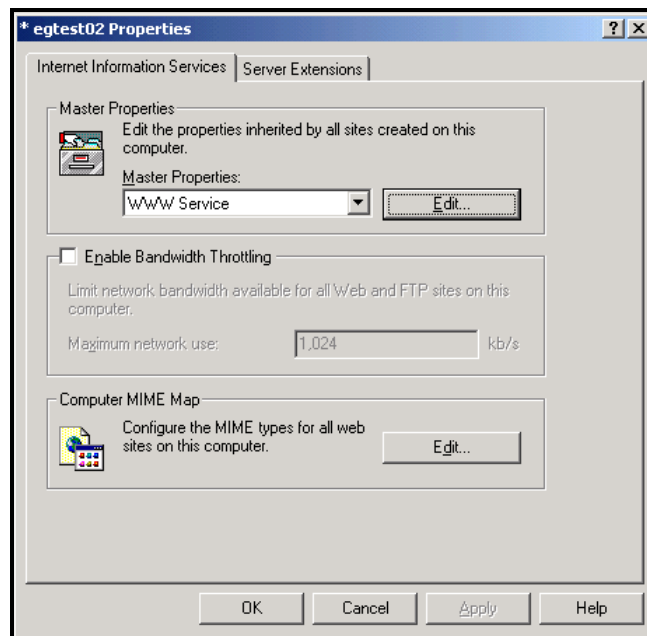 * egtest02 Properties
Internet Information Services
Server Extensions
Master Properties
Edit the properties inherited by all sites created on this
computer.
Master Properties:
WWW Service
Edit...
Enable Bandwidth Throttling
Limit network bandwidth available for all Web and FTP sites on this
computer.
Maximum network use:
1,024
kb/s
Computer MIME Map
Configure the MIME types for all web
sites on this computer.
Edit...
OK
Cancel
Apply
Help